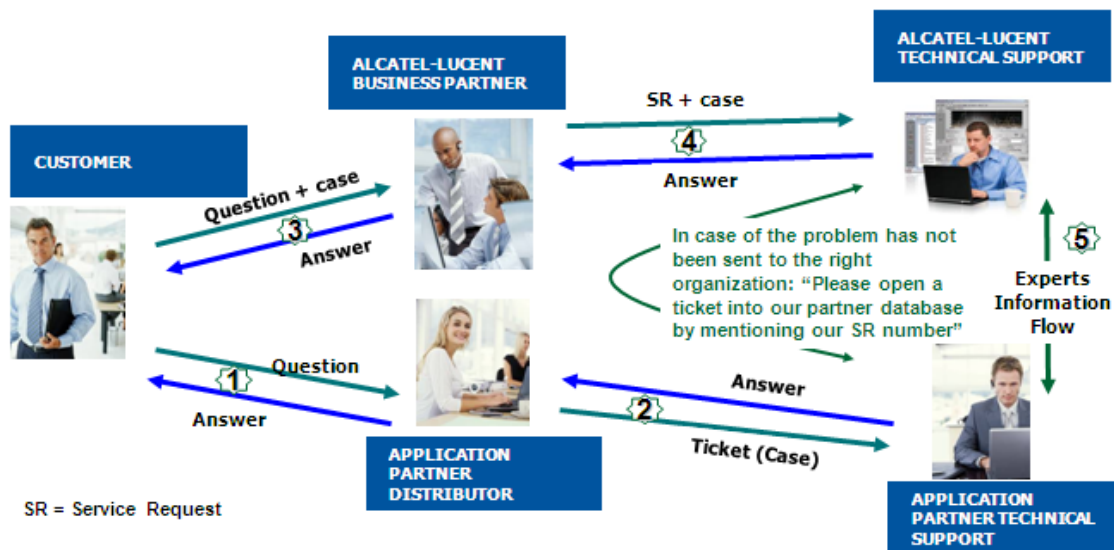 ALCATEL-LUCENT
BUSINESS PARTNER
ALCATEL-LUCENT
TECHNICAL SUPPORT
SR + case
4
Answer
CUSTOMER
Question + case
3
Answer
In case of the problem has not
been sent to the right
organization: “Please open a
ticket into our partner database
by mentioning our SR number”
5
Experts
Information
Flow
Question
1
Answer
Answer
2
Ticket (Case)
APPLICATION
PARTNER
DISTRIBUTOR
APPLICATION
PARTNER TECHNICAL
SUPPORT
SR = Service Request